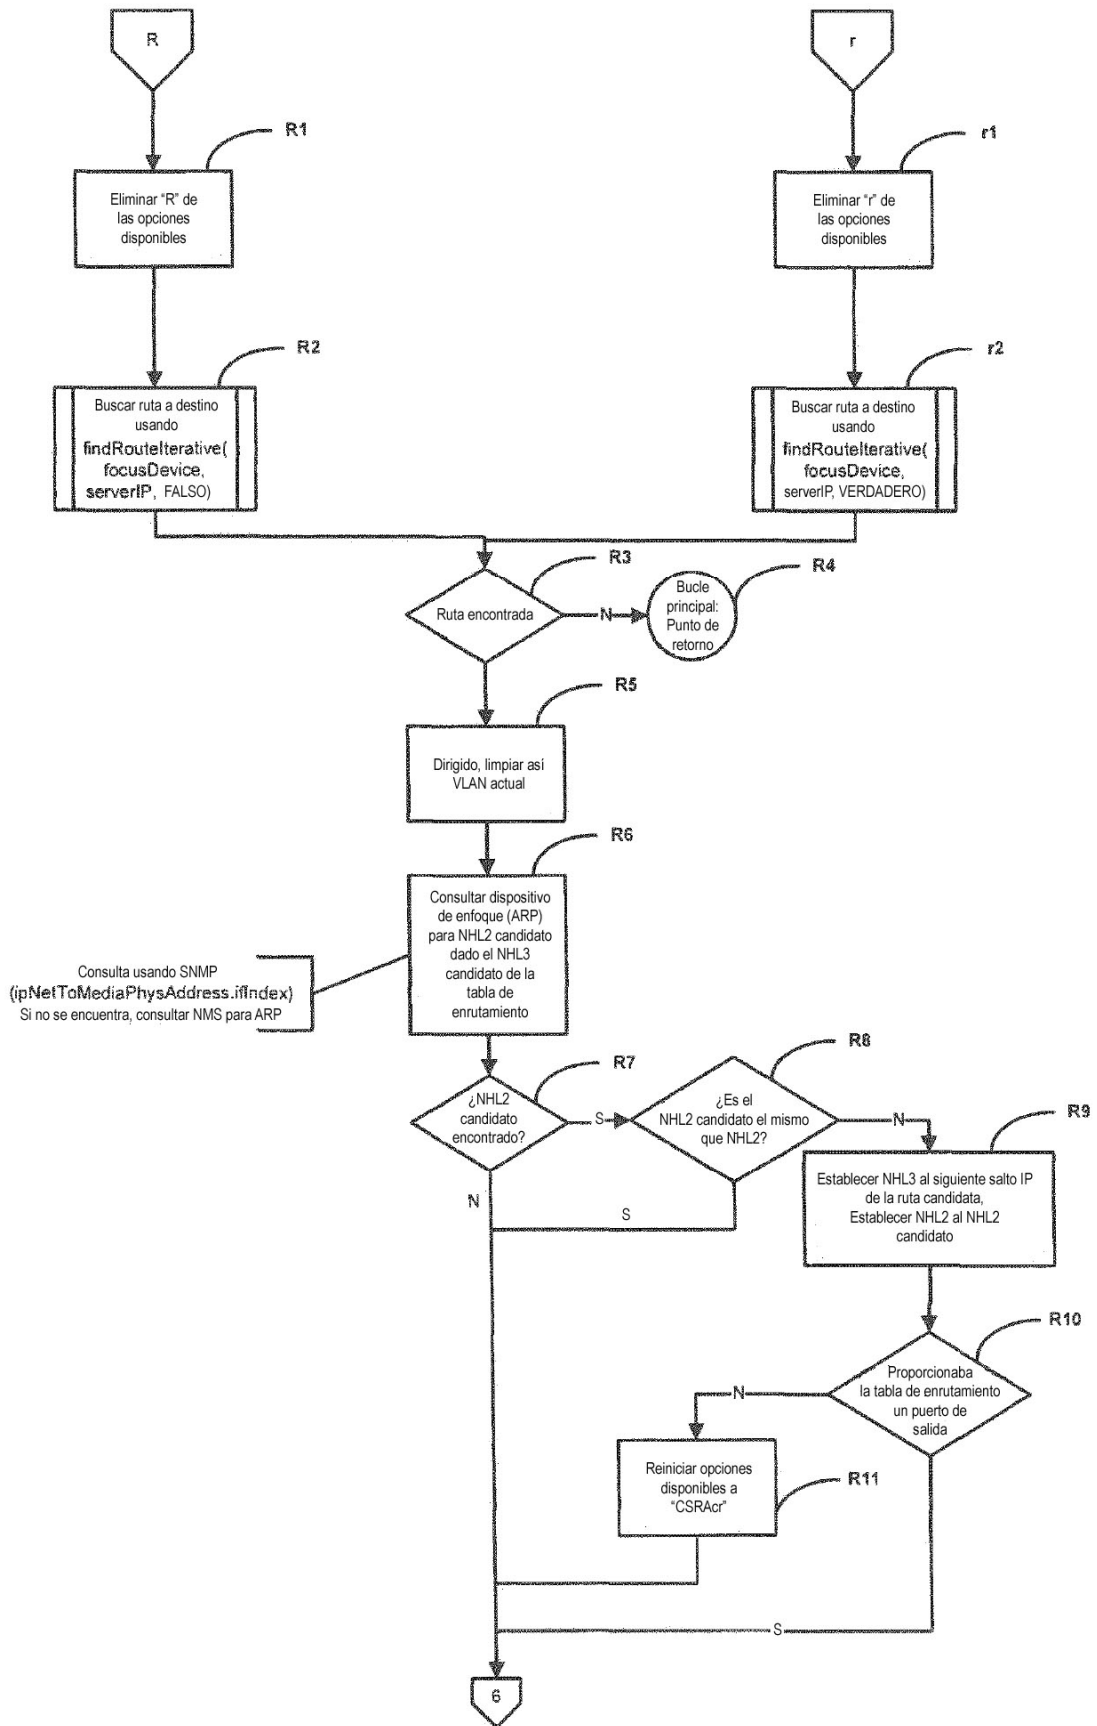 R
r
R1
r1
Eliminar “R” de
las opciones
disponibles
Eliminar “r” de
las opciones
disponibles
R2
r2
Buscar ruta a destino
usando
findRouteIterative(
focusDevice,
serverIP, FALSO)
Buscar ruta a destino
usando
findRouteIterative(
focusDevice,
serverIP, VERDADERO)
R3
R4
Ruta encontrada
N
Bucle
principal:
Punto de
retorno
R5
Dirigido, limpiar así
VLAN actual
R6
Consultar dispositivo
de enfoque (ARP)
para NHL2 candidato
dado el NHL3
candidato de la
tabla de
enrutamiento
Consulta usando SNMP
(ipNetToMediaPhysAddress.ifIndex)
Si no se encuentra, consultar NMS para ARP
R7
R8
¿NHL2
candidato
encontrado?
S
¿Es el
NHL2 candidato el mismo
que NHL2?
N
R9
N
S
Establecer NHL3 al siguiente salto IP
de la ruta candidata,
Establecer NHL2 al NHL2
candidato
R10
Proporcionaba
la tabla de enrutamiento
un puerto de
salida
N
Reiniciar opciones
disponibles a
“CSRAcr”
R11
S
6